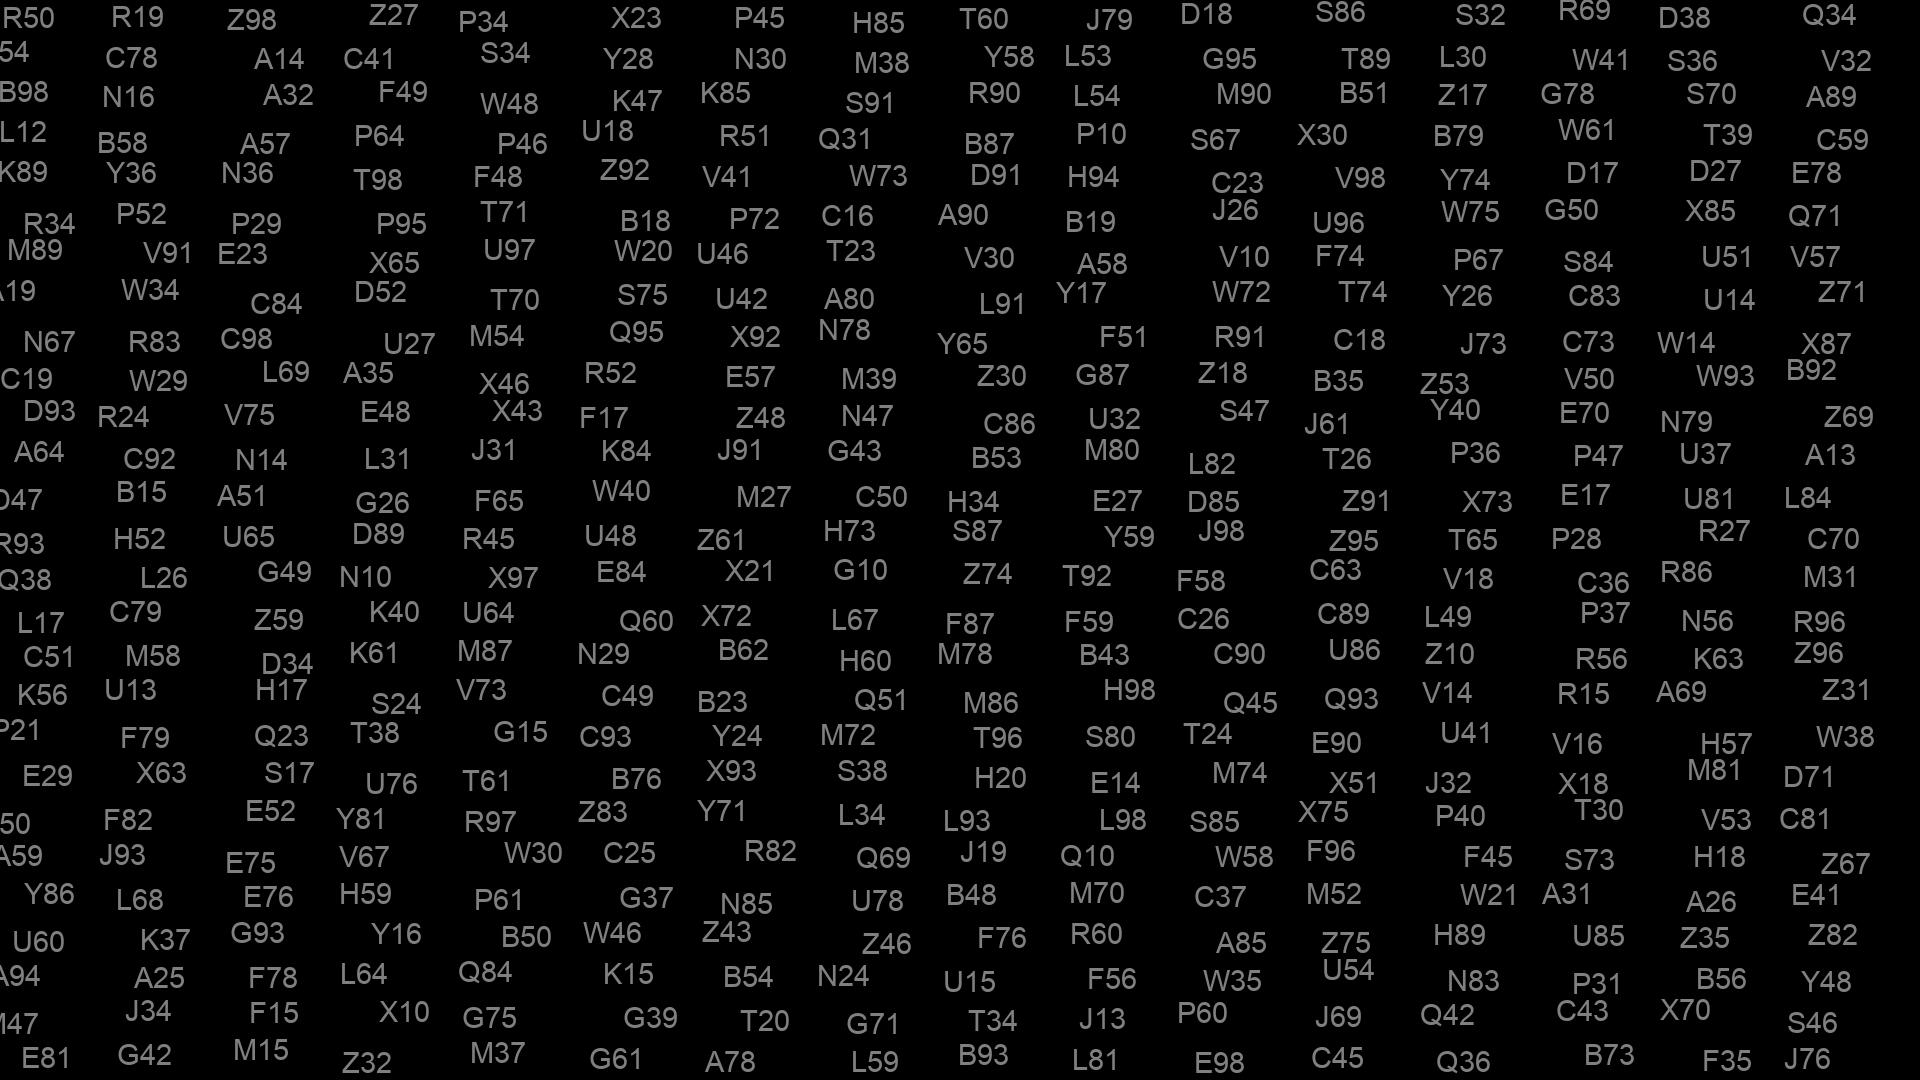 R50 R19 Z98 Z27 P34 X23 P45 H85 T60 J79 D18 S86 S32 R69 D38 Q34
54 C78 A14 C41 S34 Y28 N30 M38 Y58 L53 G95 T89 L30 W41 S36 V32
B98 N16 A32 F49 W48 K47 K85 S91 R90 L54 M90 B51 Z17 G78 S70 A89
L12 B58 A57 P64 P46 U18 R51 Q31 B87 P10 S67 X30 B79 W61 T39 C59
K89 Y36 N36 T98 F48 Z92 V41 W73 D91 H94 C23 V98 Y74 D17 D27 E78
R34 P52 P29 P95 T71 B18 P72 C16 A90 B19 J26 U96 W75 G50 X85 Q71
M89 V91 E23 X65 U97 W20 U46 T23 V30 A58 V10 F74 P67 S84 U51 V57
A19 W34 C84 D52 T70 S75 U42 A80 L91 Y17 W72 T74 Y26 C83 U14 Z71
N67 R83 C98 U27 M54 Q95 X92 N78 Y65 F51 R91 C18 J73 C73 W14 X87
C19 W29 L69 A35 X46 R52 E57 M39 Z30 G87 Z18 B35 Z53 V50 W93 B92
D93 R24 V75 E48 X43 F17 Z48 N47 C86 U32 S47 J61 Y40 E70 N79 Z69
A64 C92 N14 L31 J31 K84 J91 G43 B53 M80 L82 T26 P36 P47 U37 A13
D47 B15 A51 G26 F65 W40 M27 C50 H34 E27 D85 Z91 X73 E17 U81 L84
R93 H52 U65 D89 R45 U48 Z61 H73 S87 Y59 J98 Z95 T65 P28 R27 C70
Q38 L26 G49 N10 X97 E84 X21 G10 Z74 T92 F58 C63 V18 C36 R86 M31
L17 C79 Z59 K40 U64 Q60 X72 L67 F87 F59 C26 C89 L49 P37 N56 R96
C51 M58 D34 K61 M87 N29 B62 H60 M78 B43 C90 U86 Z10 R56 K63 Z96
K56 U13 H17 S24 V73 C49 B23 Q51 M86 H98 Q45 Q93 V14 R15 A69 Z31
P21 F79 Q23 T38 G15 C93 Y24 M72 T96 S80 T24 E90 U41 V16 H57 W38
E29 X63 S17 U76 T61 B76 X93 S38 H20 E14 M74 X51 J32 X18 M81 D71
50 F82 E52 Y81 R97 Z83 Y71 L34 L93 L98 S85 X75 P40 T30 V53 C81
A59 J93 E75 V67 W30 C25 R82 Q69 J19 Q10 W58 F96 F45 S73 H18 Z67
Y86 L68 E76 H59 P61 G37 N85 U78 B48 M70 C37 M52 W21 A31 A26 E41
U60 K37 G93 Y16 B50 W46 Z43 Z46 F76 R60 A85 Z75 H89 U85 Z35 Z82
A94 A25 F78 L64 Q84 K15 B54 N24 U15 F56 W35 U54 N83 P31 B56 Y48
M47 J34 F15 X10 G75 G39 T20 G71 T34 J13 P60 J69 Q42 C43 X70 S46
E81 G42 M15 Z32 M37 G61 A78 L59 B93 L81 E98 C45 Q36 B73 F35 J76